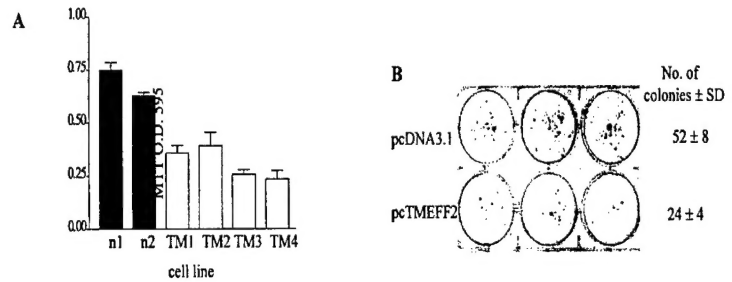 A
1.00
0.75
0.50
0.25
0.00
MTT O.D. 595
n1 n2 TM1 TM2 TM3 TM4
cell line
B
No. of
colonies ± SD
pcDNA3.1
52 ± 8
pcTMEFF2
24 ± 4